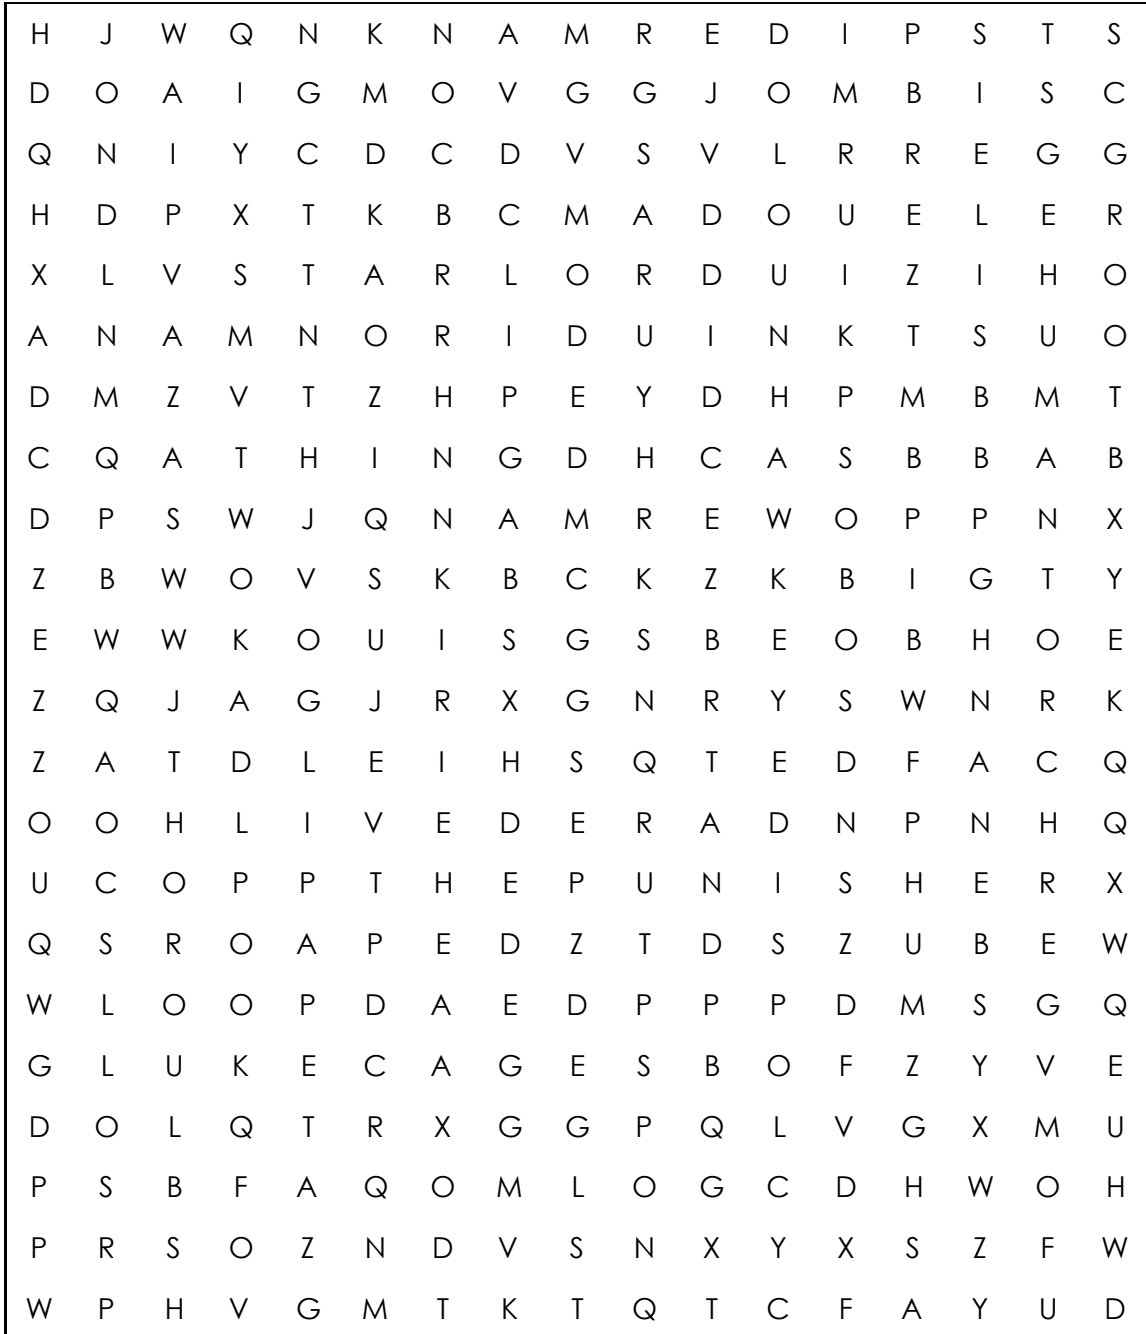 H J W Q N K N A M R E D I P S T S
D O A I G M O V G G J O M B I S C
Q N I Y C D C D V S V L R R E G G
H D P X T K B C M A D O U E L E R
X L V S T A R L O R D U I Z I H O
A N A M N O R I D U I N K T S U O
D M Z V T Z H P E Y D H P M B M T
C Q A T H I N G D H C A S B B A B
D P S W J Q N A M R E W O P P N X
Z B W O V S K B C K Z K B I G T Y
E W W K O U I S G S B E O B H O E
Z Q J A G J R X G N R Y S W N R K
Z A T D L E I H S Q T E D F A C Q
O O H L I V E D E R A D N P N H Q
U C O P P T H E P U N I S H E R X
Q S R O A P E D Z T D S Z U B E W
W L O O P D A E D P P P D M S G Q
G L U K E C A G E S B O F Z Y V E
D O L Q T R X G G P Q L V G X M U
P S B F A Q O M L O G C D H W O H
P R S O Z N D V S N X Y X S Z F W
W P H V G M T K T Q T C F A Y U D